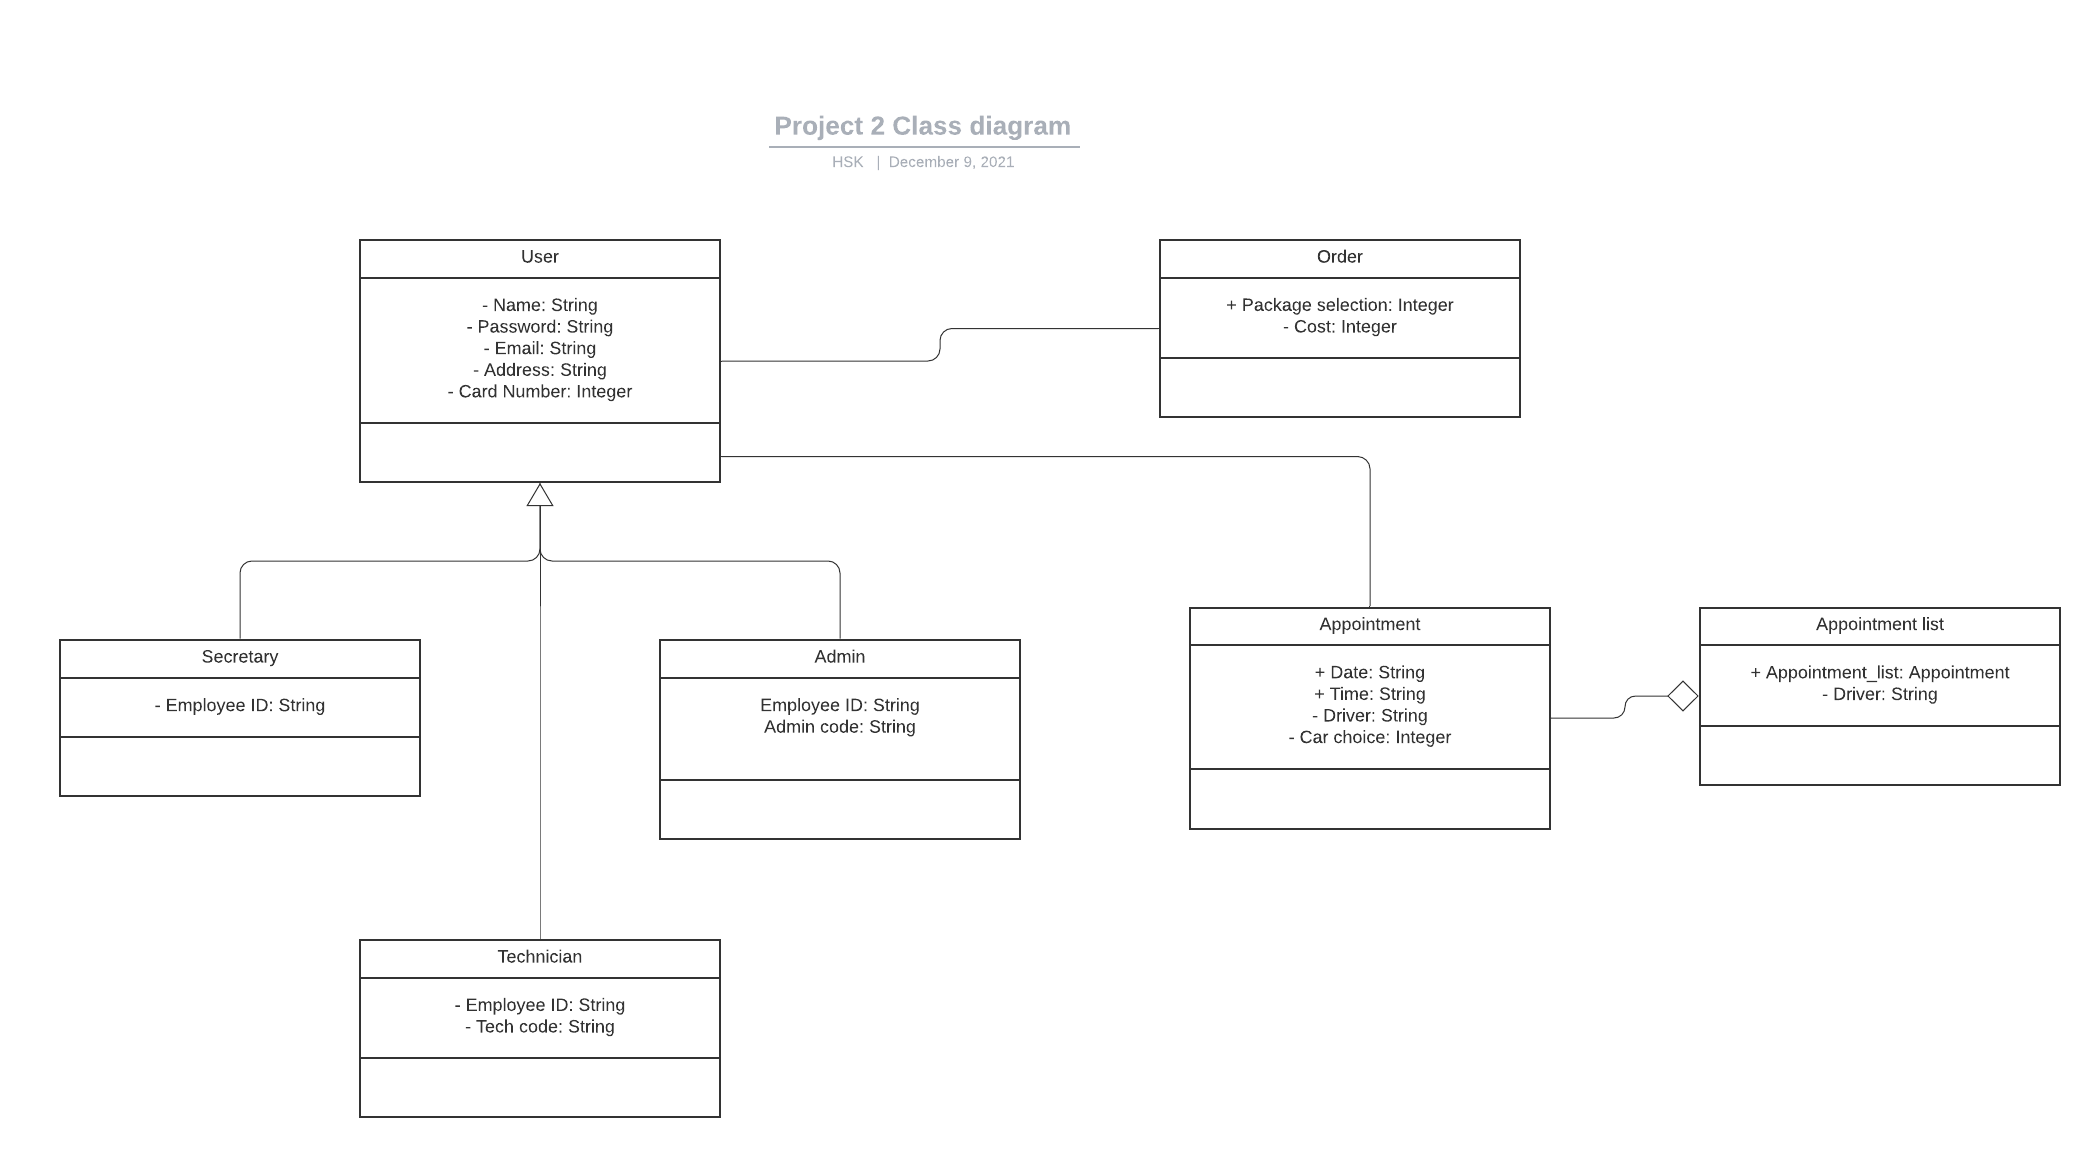 Project 2 Class diagram
HSK | December 9, 2021
User
- Name: String
- Password: String
- Email: String
- Address: String
- Card Number: Integer
Order
+ Package selection: Integer
- Cost: Integer
Secretary
- Employee ID: String
Admin
Employee ID: String
Admin code: String
Appointment
+ Date: String
+ Time: String
- Driver: String
- Car choice: Integer
Appointment list
+ Appointment_list: Appointment
- Driver: String
Technician
- Employee ID: String
- Tech code: String